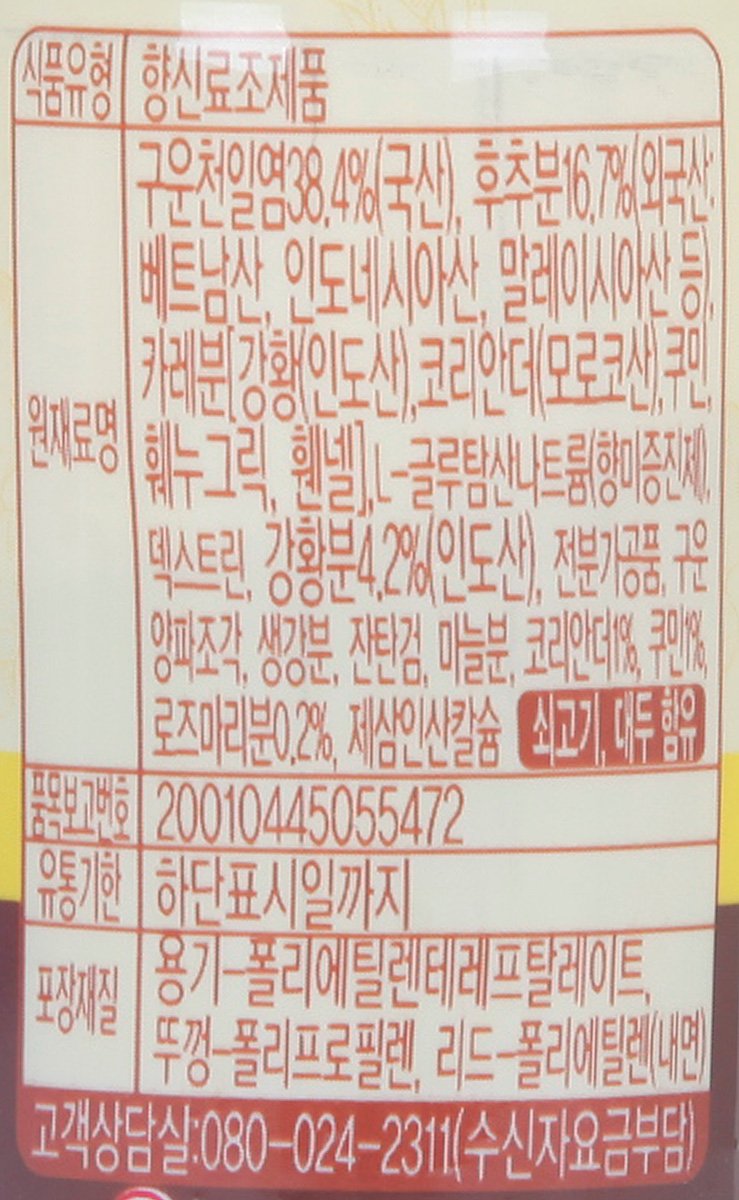 식품유형 향신료조제품
원재료명
구운천일염38.4%(국산), 후추분16.7%(외국산:
베트남산, 인도네시아산, 말레이시아산 등),
카레분[강황(인도산),코리안더(모로코산),쿠민,
훼누그릭, 휀넬],L-글루탐산나트륨(향미증진제),
덱스트린, 강황분4.2%(인도산), 전분가공품, 구운
양파조각, 생강분, 잔탄검, 마늘분, 코리안더1%, 쿠민1%,
로즈마리분0.2%, 제삼인산칼슘 쇠고기, 대두 함유
품목보고번호 20010445055472
유통기한 하단표시일까지
포장재질
용기-폴리에틸렌테레프탈레이트,
뚜껑-폴리프로필렌, 리드-폴리에틸렌(내면)
고객상담실:080-024-2311(수신자요금부담)